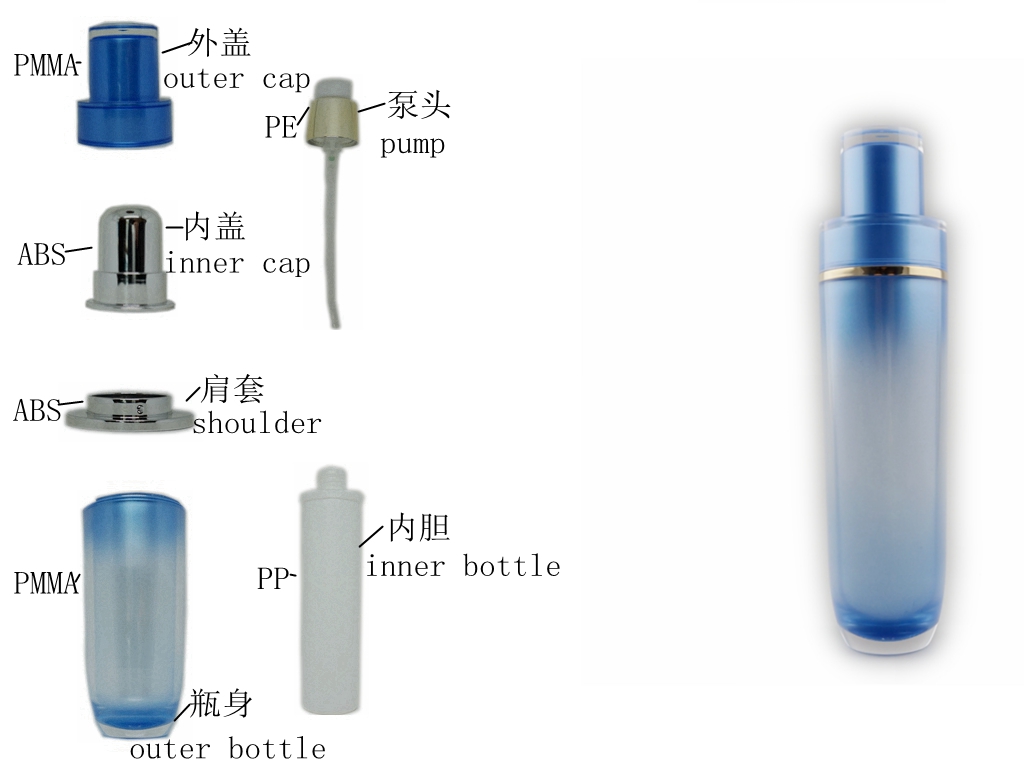 PMMA
外盖
outer cap
PE
泵头
pump
ABS
内盖
inner cap
ABS
肩套
shoulder
PMMA
瓶身
outer bottle
PP
内胆
inner bottle